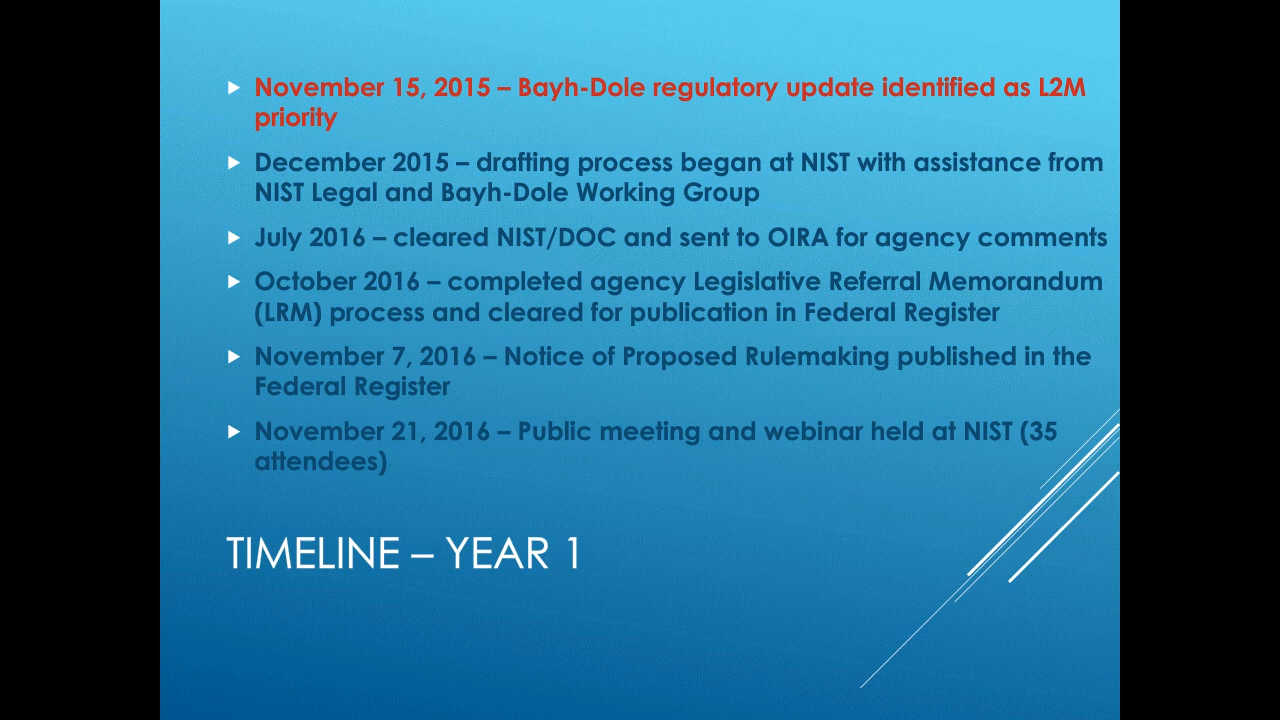 November 15, 2015 – Bayh-Dole regulatory update identified as L2M
priority
December 2015 – drafting process began at NIST with assistance from
NIST Legal and Bayh-Dole Working Group
July 2016 – cleared NIST/DOC and sent to OIRA for agency comments
October 2016 – completed agency Legislative Referral Memorandum
(LRM) process and cleared for publication in Federal Register
November 7, 2016 – Notice of Proposed Rulemaking published in the
Federal Register
November 21, 2016 – Public meeting and webinar held at NIST (35
attendees)
TIMELINE – YEAR 1